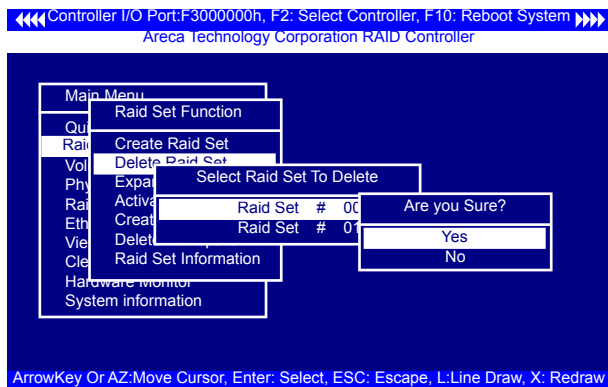 Controller I/O Port:F3000000h, F2: Select Controller, F10: Reboot System
Areca Technology Corporation RAID Controller
Main Menu
Raid Set Function
Create Raid Set
Delete Raid Set
Select Raid Set To Delete
Raid Set # 00
Raid Set # 01
Are you Sure?
Yes
No
Raid Set Information
Hardware Monitor
System information
ArrowKey Or AZ:Move Cursor, Enter: Select, ESC: Escape, L:Line Draw, X: Redraw